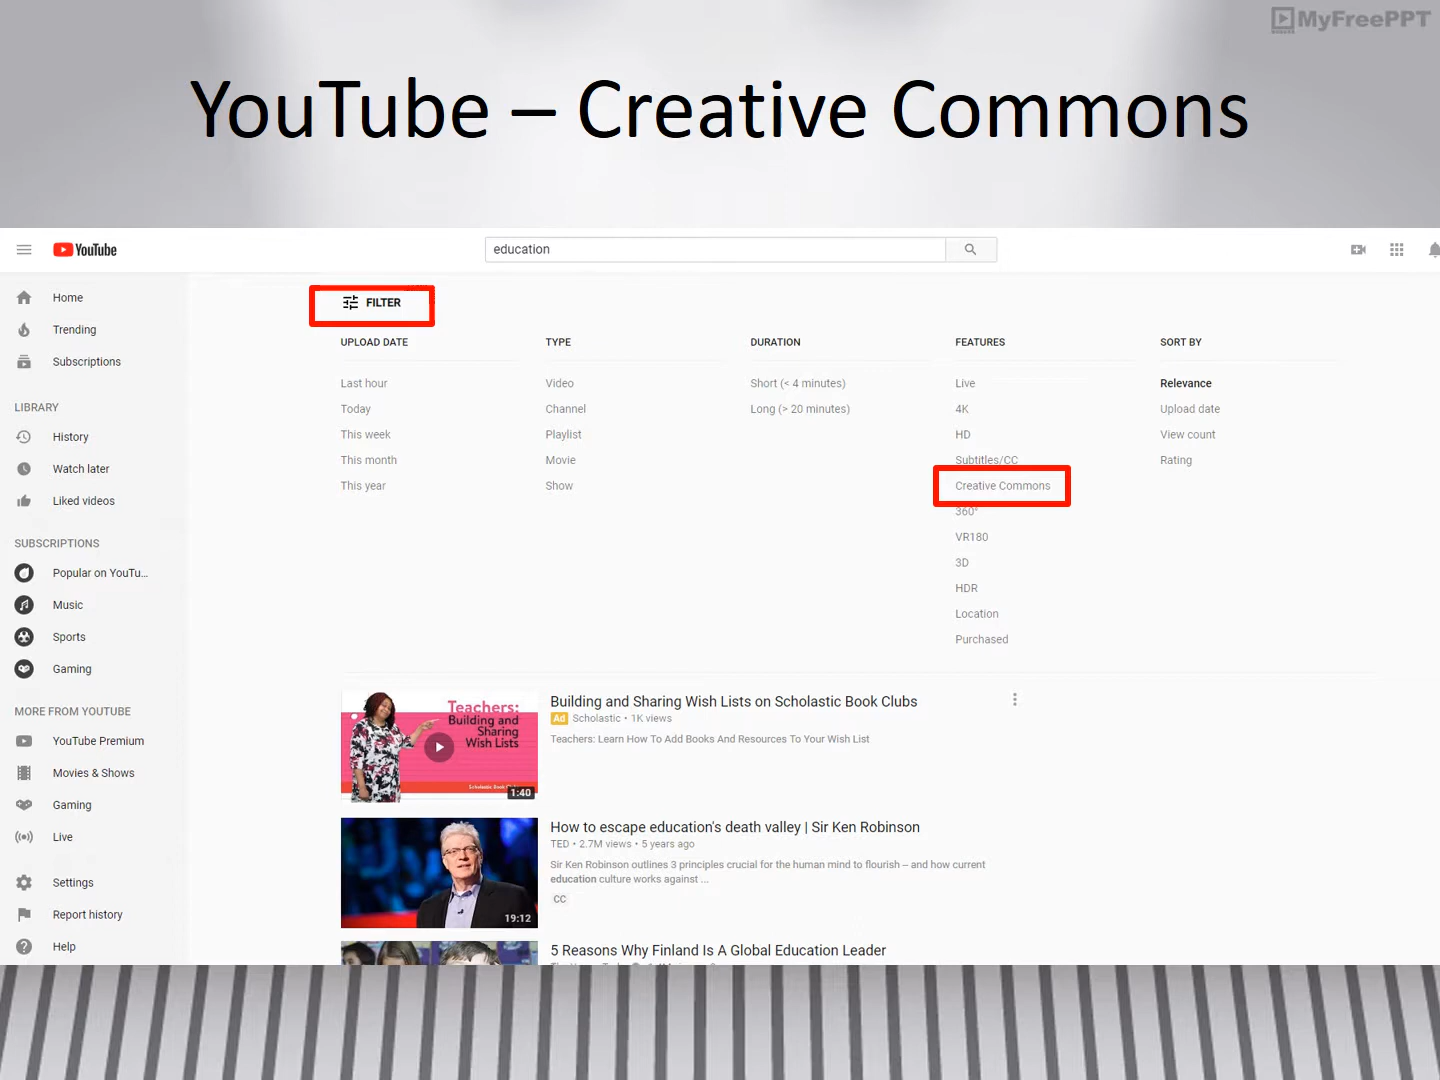 MyFreePPT
YouTube – Creative Commons
YouTube
education
Home
Trending
Subscriptions
LIBRARY
History
Watch later
Liked videos
SUBSCRIPTIONS
Popular on YouTu...
Music
Sports
Gaming
MORE FROM YOUTUBE
YouTube Premium
Movies & Shows
Gaming
Live
Settings
Report history
Help
FILTER
UPLOAD DATE
Last hour
Today
This week
This month
This year
TYPE
Video
Channel
Playlist
Movie
Show
DURATION
Short (< 4 minutes)
Long (> 20 minutes)
FEATURES
Live
4K
HD
Subtitles/CC
Creative Commons
360°
VR180
3D
HDR
Location
Purchased
SORT BY
Relevance
Upload date
View count
Rating
Teachers:
Building and
Sharing
Wish Lists
Scholastic Book
1:40
Building and Sharing Wish Lists on Scholastic Book Clubs
Ad Scholastic • 1K views
Teachers: Learn How To Add Books And Resources To Your Wish List
19:12
How to escape education's death valley | Sir Ken Robinson
TED • 2.7M views • 5 years ago
Sir Ken Robinson outlines 3 principles crucial for the human mind to flourish – and how current
education culture works against ...
CC
5 Reasons Why Finland Is A Global Education Leader